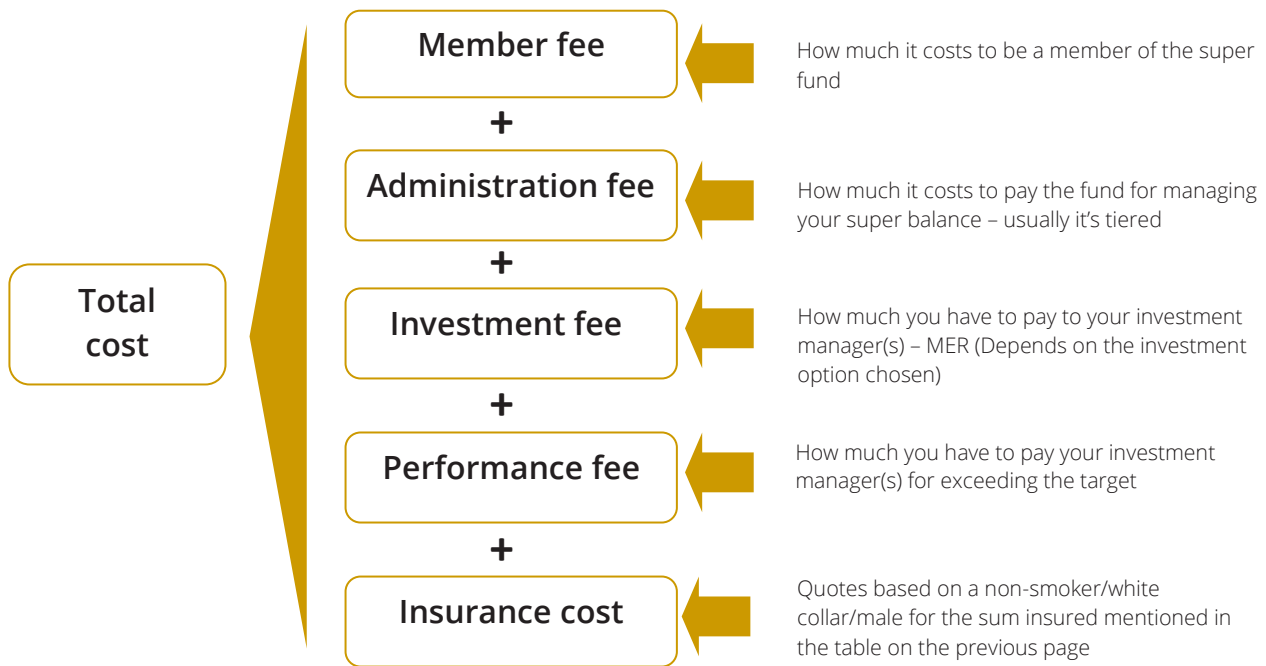 Member fee
How much it costs to be a member of the super
fund
+
Administration fee
How much it costs to pay the fund for managing
your super balance – usually it's tiered
+
Total
cost
Investment fee
How much you have to pay to your investment
manager(s) – MER (Depends on the investment
option chosen)
+
Performance fee
How much you have to pay your investment
manager(s) for exceeding the target
+
Insurance cost
Quotes based on a non-smoker/white
collar/male for the sum insured mentioned in
the table on the previous page